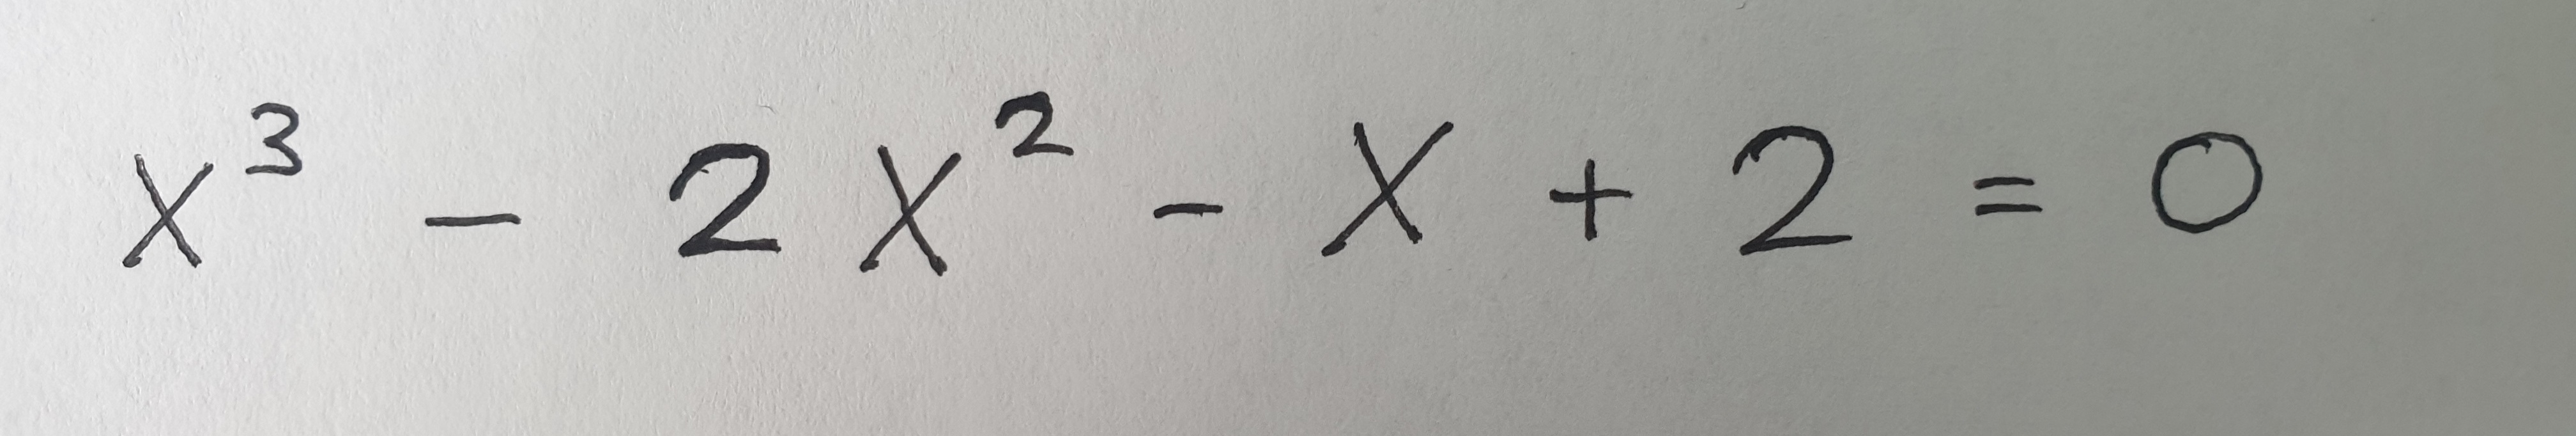 x³ - 2x² - x + 2 = 0